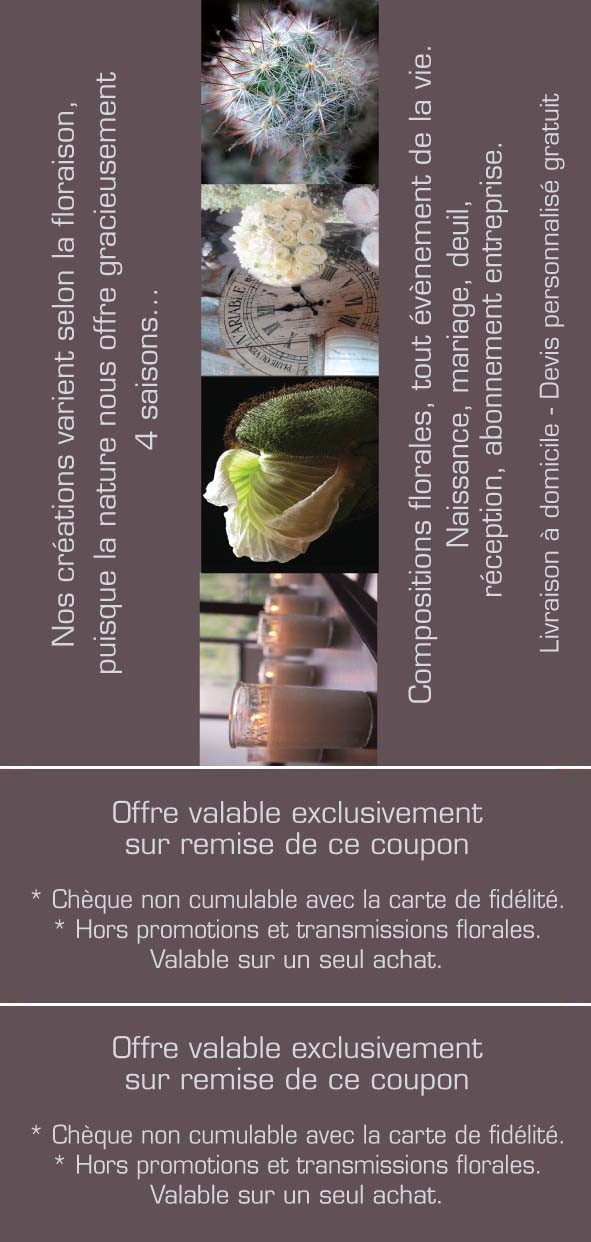 Nos créations varient selon la floraison,
puisque la nature nous offre gracieusement
4 saisons...
VARIABLE
Compositions florales, tout évènement de la vie.
Naissance, mariage, deuil,
réception, abonnement entreprise.
Livraison à domicile - Devis personnalisé gratuit
Offre valable exclusivement
sur remise de ce coupon
* Chèque non cumulable avec la carte de fidélité.
* Hors promotions et transmissions florales.
Valable sur un seul achat.
Offre valable exclusivement
sur remise de ce coupon
* Chèque non cumulable avec la carte de fidélité.
* Hors promotions et transmissions florales.
Valable sur un seul achat.